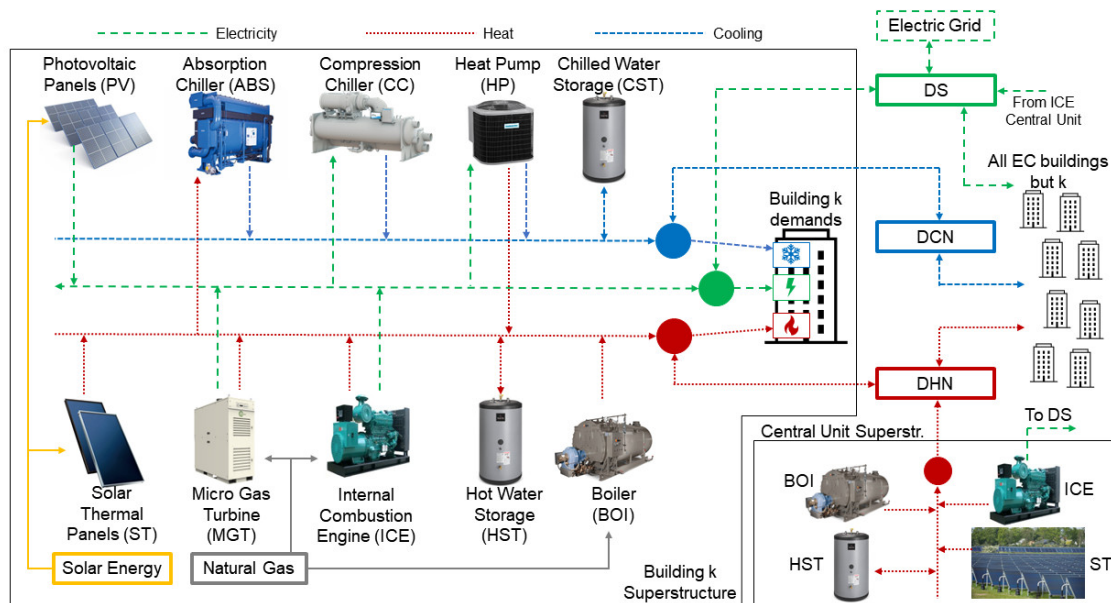 Electricity
Heat
Cooling
Electric Grid
Photovoltaic
Panels (PV)
Absorption
Chiller (ABS)
Compression
Chiller (CC)
Heat Pump
(HP)
Chilled Water
Storage (CST)
DS
From ICE
Central Unit
All EC buildings
but k
Building k
demands
DCN
DHN
To DS
Central Unit Superstr.
BOI
ICE
HST
ST
Solar
Thermal
Panels (ST)
Micro Gas
Turbine
(MGT)
Internal
Combustion
Engine (ICE)
Hot Water
Storage
(HST)
Boiler
(BOI)
Solar Energy
Natural Gas
Building k
Superstructure